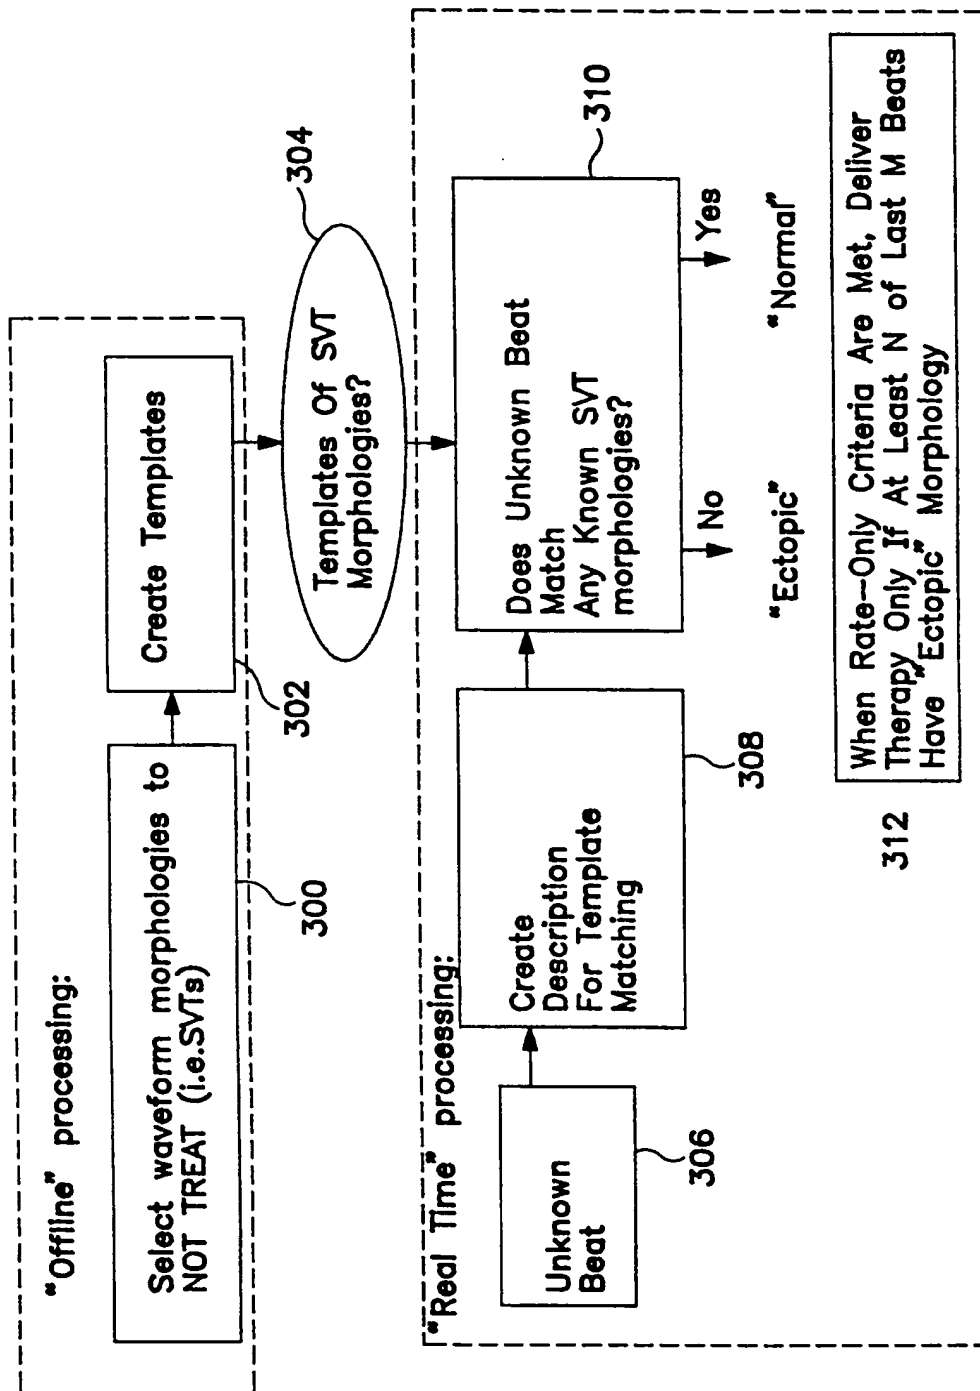 “Offline” processing:
Select waveform morphologies to
NOT TREAT (i.e.SVTs)
300
Create Templates
302
Templates Of SVT
Morphologies?
304
“Real Time” processing:
Unknown
Beat
306
Create
Description
For Template
Matching
308
Does Unknown Beat
Match
Any Known SVT
morphologies?
310
No
Yes
“Ectopic”
“Normal”
312
When Rate-Only Criteria Are Met, Deliver
Therapy Only If At Least N of Last M Beats
Have “Ectopic” Morphology